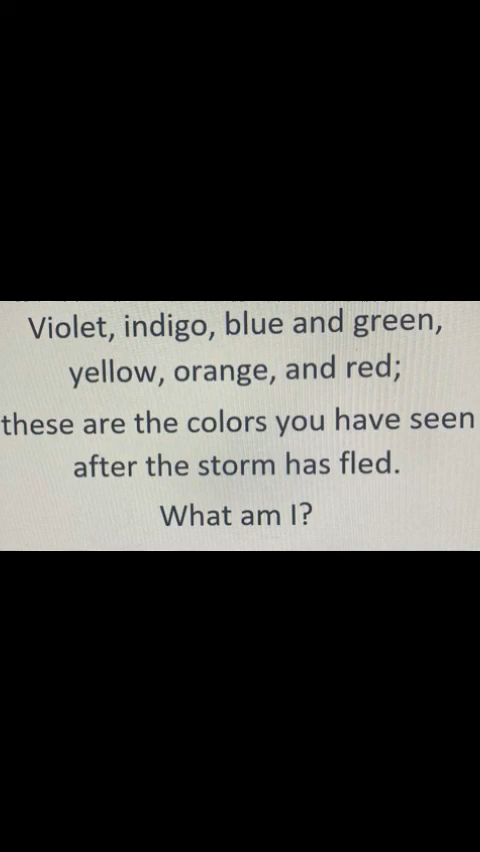 Violet, indigo, blue and green,
yellow, orange, and red;
these are the colors you have seen
after the storm has fled.
What am I?